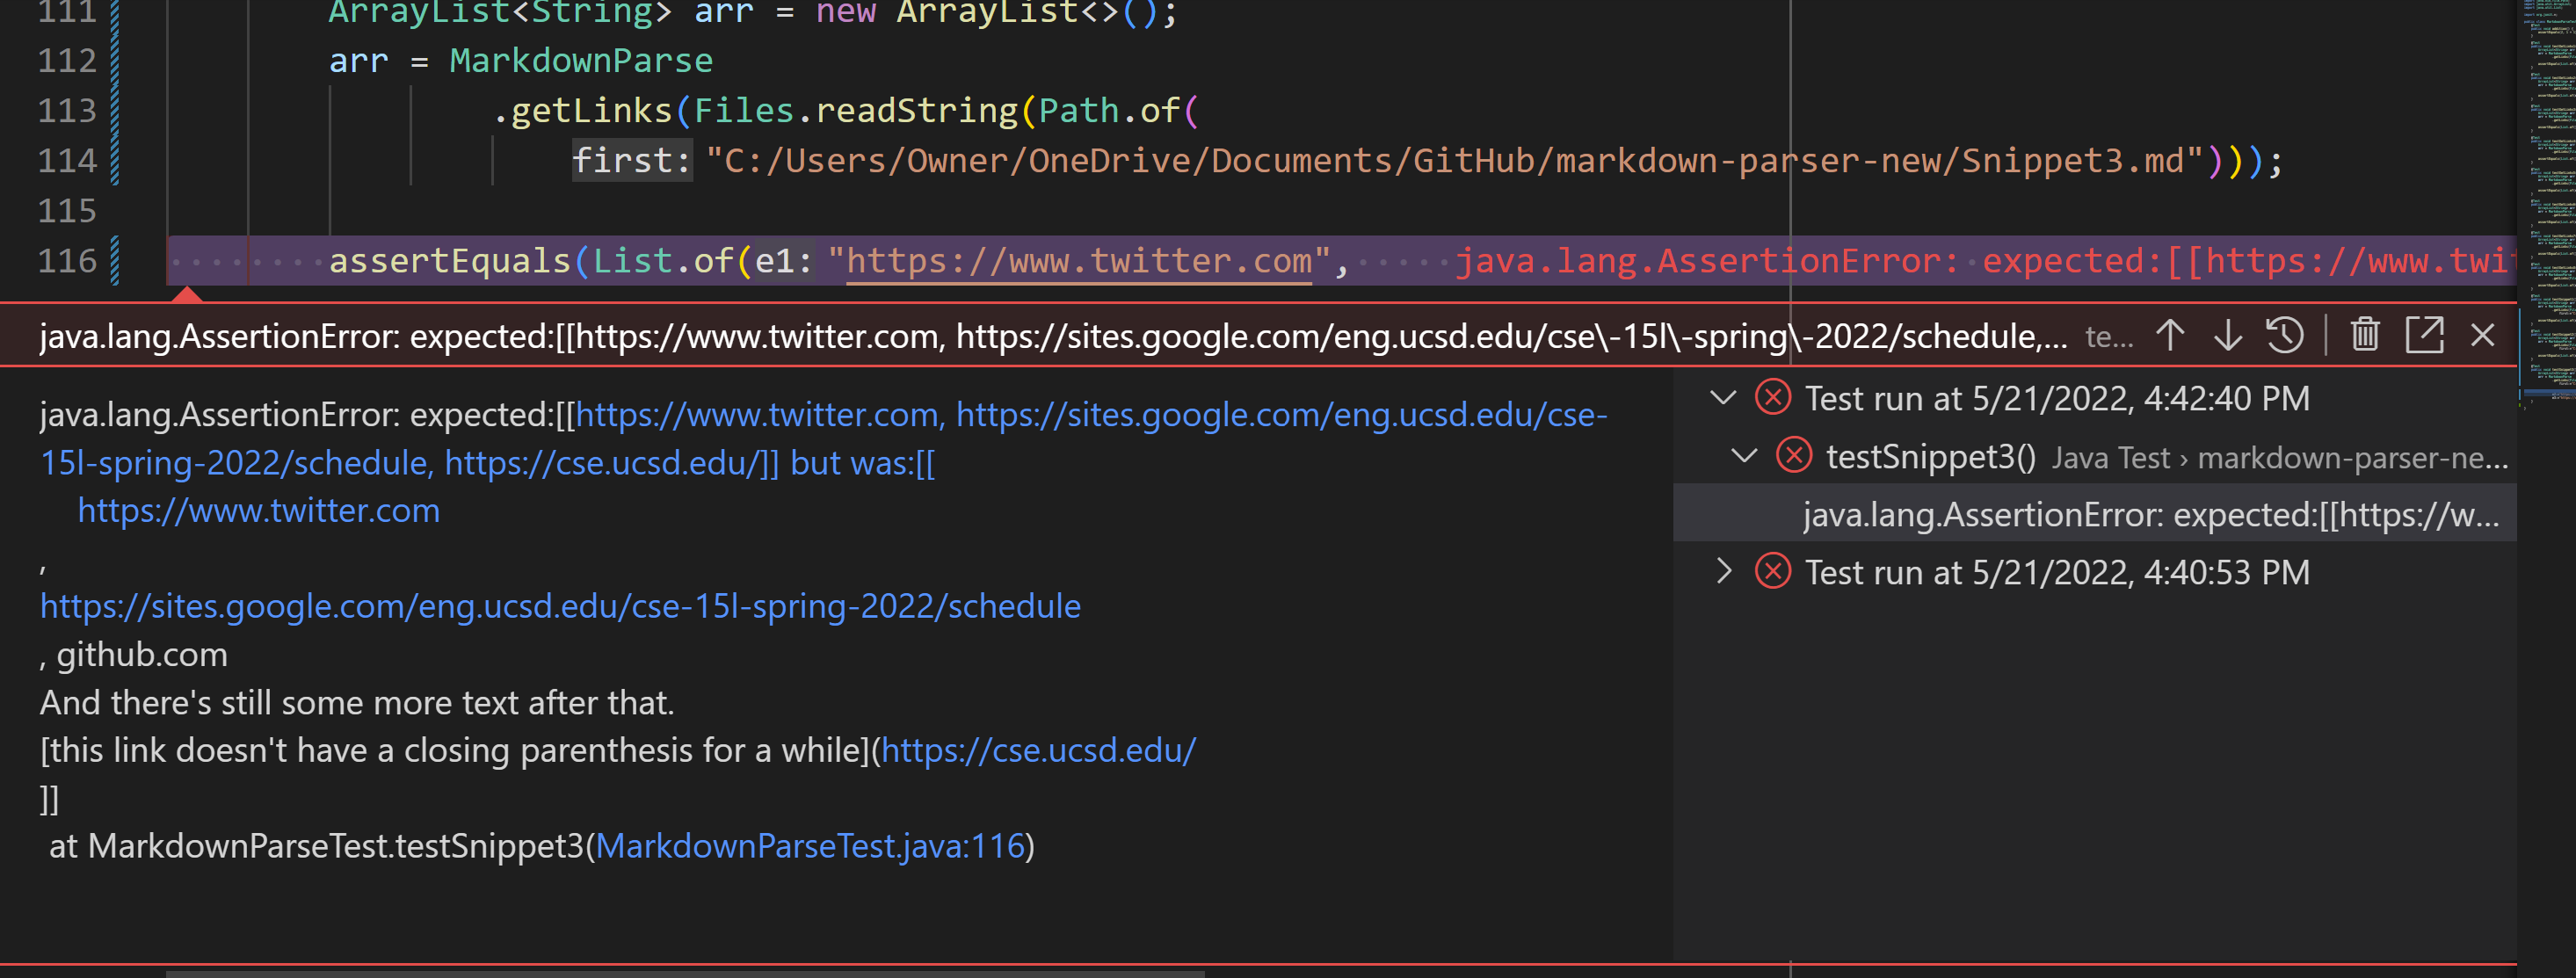 111 ArrayList<String> arr = new ArrayList<>();
112 arr = MarkdownParse
113 .getLinks(Files.readString(Path.of(
114 first: "C:/Users/Owner/OneDrive/Documents/GitHub/markdown-parser-new/Snippet3.md")));
115
116 assertEquals(List.of(e1: "https://www.twitter.com", java.lang.AssertionError: expected:[[https://www.twit
java.lang.AssertionError: expected:[[https://www.twitter.com, https://sites.google.com/eng.ucsd.edu/cse\-15l\-spring\-2022/schedule,... te...
java.lang.AssertionError: expected:[[https://www.twitter.com, https://sites.google.com/eng.ucsd.edu/cse-
15l-spring-2022/schedule, https://cse.ucsd.edu/]] but was:[[
https://www.twitter.com
,
https://sites.google.com/eng.ucsd.edu/cse-15l-spring-2022/schedule
, github.com
And there's still some more text after that.
[this link doesn't have a closing parenthesis for a while](https://cse.ucsd.edu/
]]
at MarkdownParseTest.testSnippet3(MarkdownParseTest.java:116)
Test run at 5/21/2022, 4:42:40 PM
testSnippet3() Java Test › markdown-parser-ne...
java.lang.AssertionError: expected:[[https://w...
Test run at 5/21/2022, 4:40:53 PM